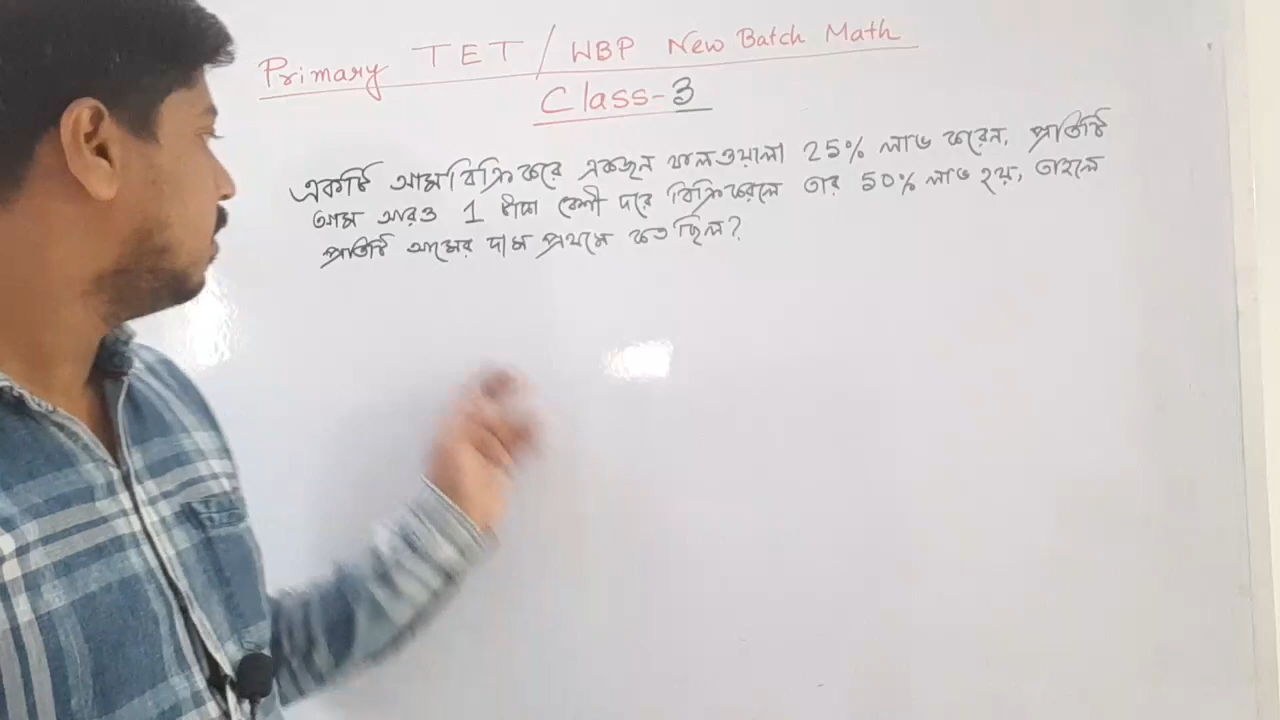 Primary TET / WBP New Batch Math
Class-3
একটি আম বিক্রি করে একজন ফলওয়ালা 25% লাভ করেন, প্রতিটি
আম আরও 1 টাকা বেশী দরে বিক্রি করলে তার 50% লাভ হয়, তাহলে
প্রতিটি আমের দাম প্রথমে কত ছিল?